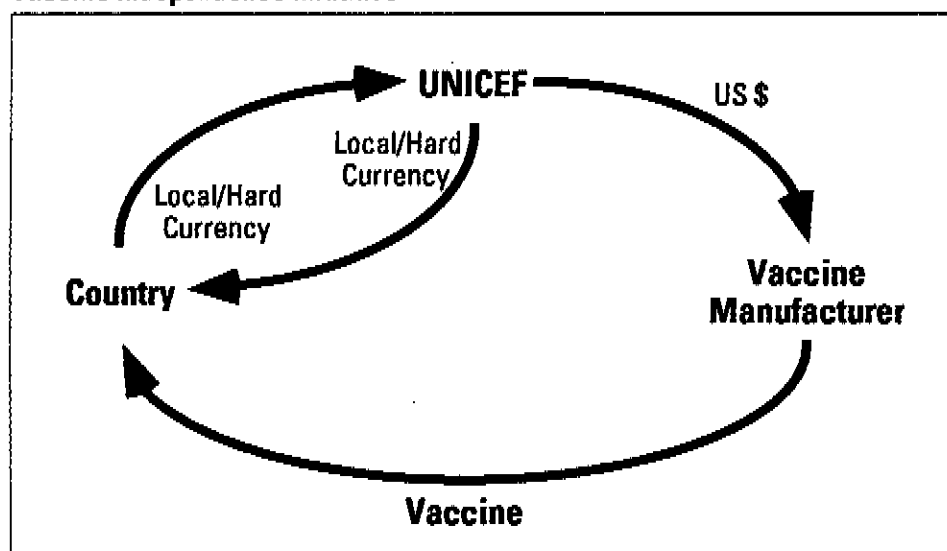 UNICEF
US $
Local/Hard
Currency
Local/Hard
Currency
Country
Vaccine
Manufacturer
Vaccine